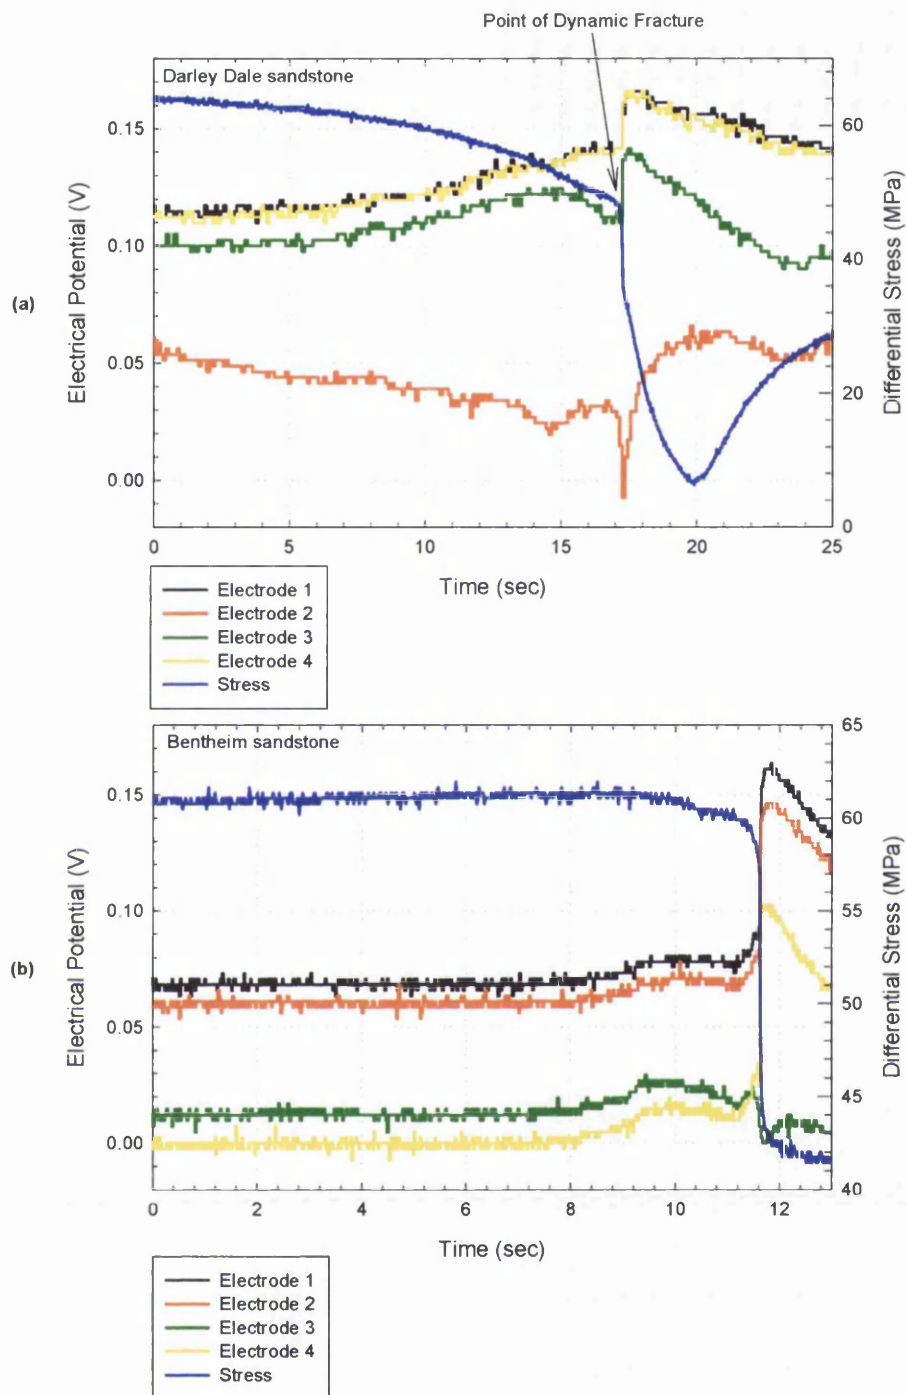 Point of Dynamic Fracture
(a)
Darley Dale sandstone
Electrical Potential (V)
0.15
0.10
0.05
0.00
Differential Stress (MPa)
60
40
20
0
0 5 10 15 20 25
Time (sec)
Electrode 1
Electrode 2
Electrode 3
Electrode 4
Stress
(b)
Bentheim sandstone
Electrical Potential (V)
0.15
0.10
0.05
0.00
Differential Stress (MPa)
65
60
55
50
45
40
0 2 4 6 8 10 12
Time (sec)
Electrode 1
Electrode 2
Electrode 3
Electrode 4
Stress